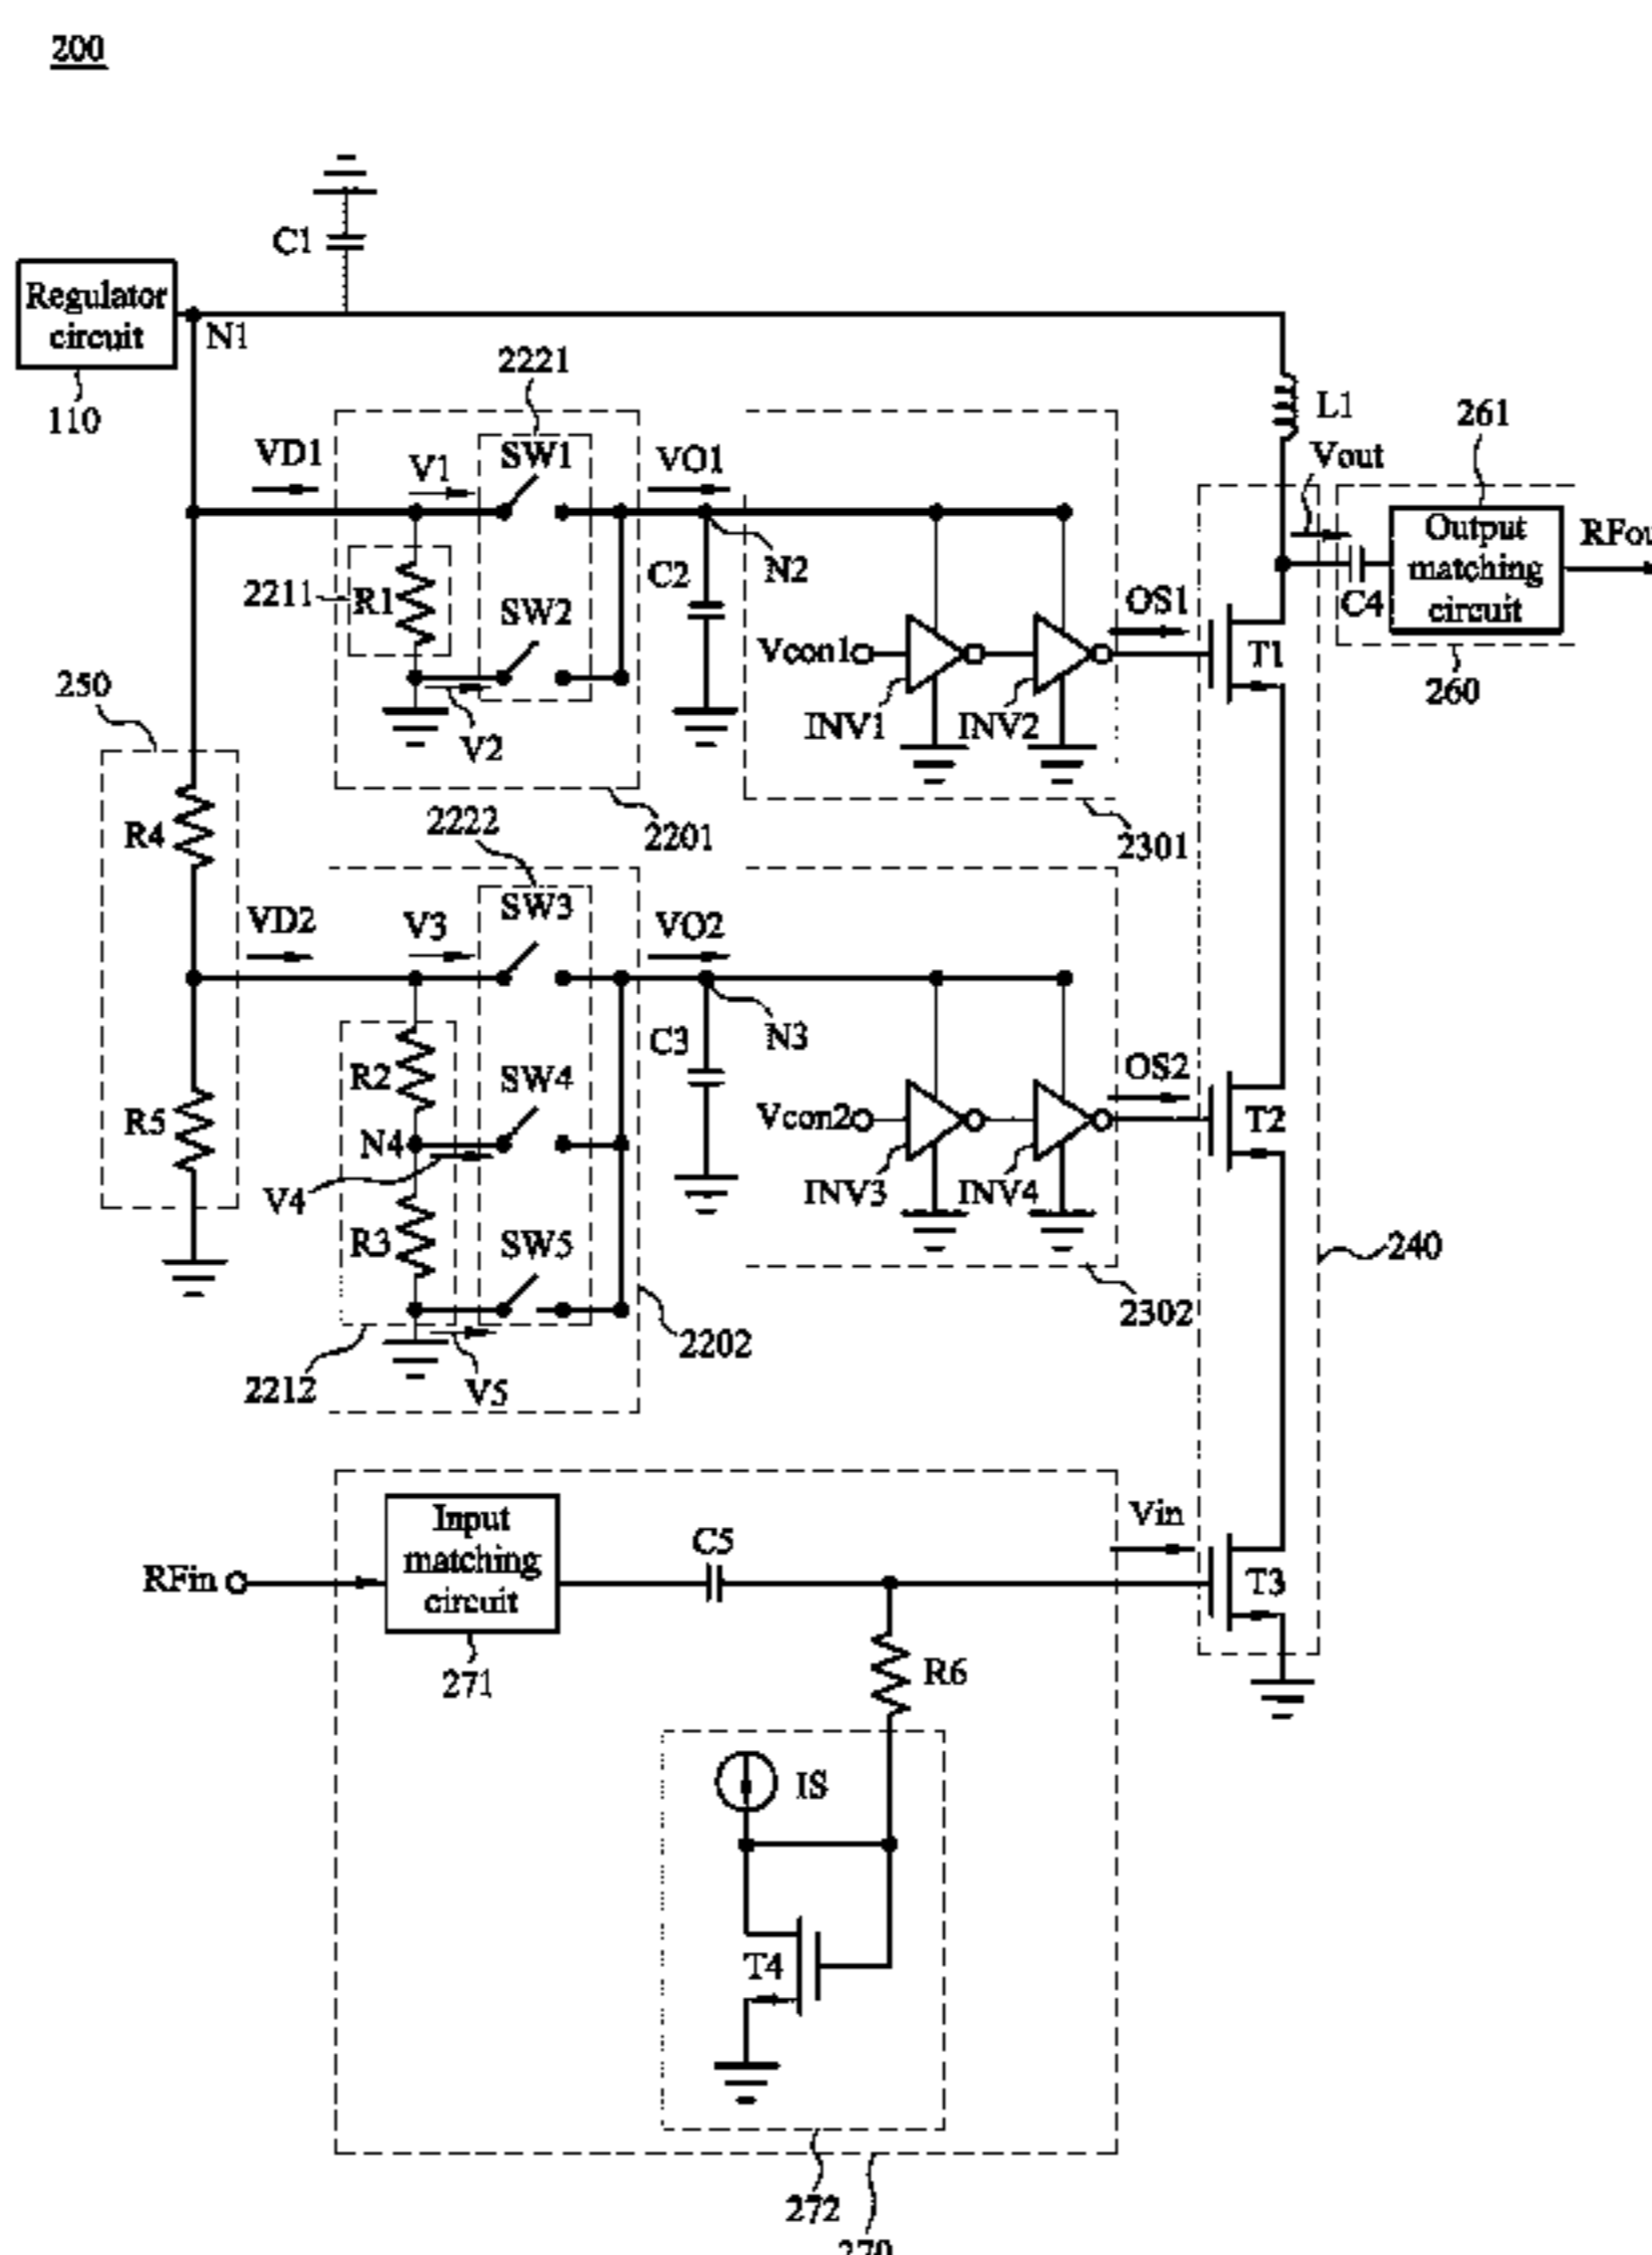 200
C1
Regulator
circuit
N1
110
2221
L1
261
VD1
V1
SW1
VO1
Vout
Output
matching
circuit
2211
R1
SW2
C2
N2
OS1
C4
Vcon1
T1
260
250
V2
INV1
INV2
R4
2222
2201
2301
VD2
V3
SW3
VO2
R2
SW4
C3
N3
OS2
R5
N4
Vcon2
T2
V4
INV3
INV4
R3
SW5
240
2302
2202
2212
V5
Input
matching
circuit
C5
Vin
RFin
T3
271
R6
IS
T4
272